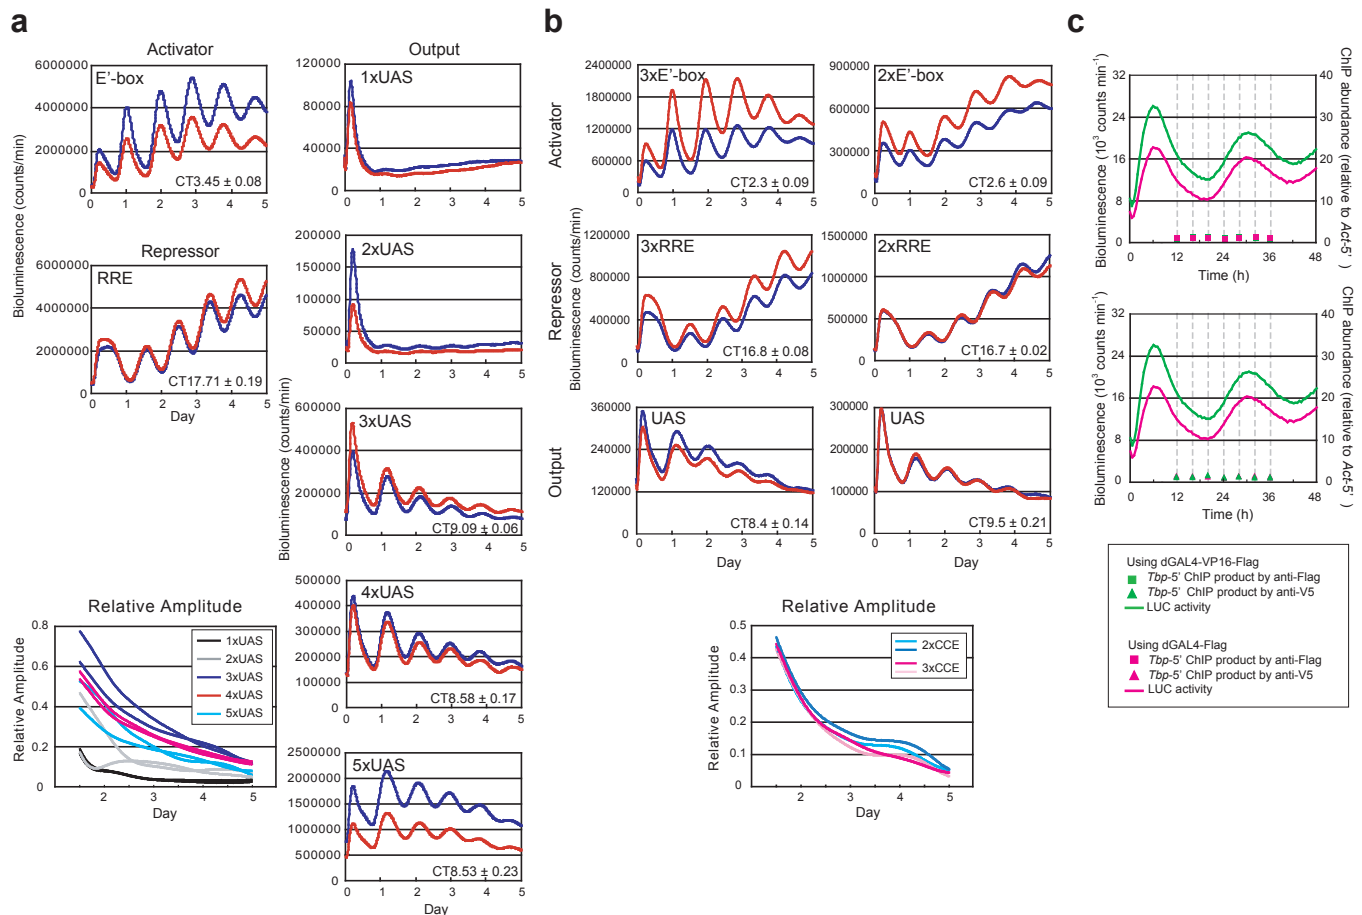 a
Activator
Output
Bioluminescence (counts/min)
E'-box
6000000
4000000
2000000
0
CT3.45 ± 0.08
0 1 2 3 4 5
Repressor
RRE
6000000
4000000
2000000
0
CT17.71 ± 0.19
0 1 2 3 4 5
Day
Bioluminescence (counts/min)
1xUAS
120000
80000
40000
0
0 1 2 3 4 5
2xUAS
200000
150000
100000
50000
0
0 1 2 3 4 5
3xUAS
600000
400000
200000
0
CT9.09 ± 0.06
0 1 2 3 4 5
4xUAS
500000
400000
300000
200000
100000
0
CT8.58 ± 0.17
0 1 2 3 4 5
5xUAS
2500000
2000000
1500000
1000000
500000
0
CT8.53 ± 0.23
0 1 2 3 4 5
Day
Relative Amplitude
Relative Amplitude
0.8
0.6
0.4
0.2
0
1xUAS
2xUAS
3xUAS
4xUAS
5xUAS
2 3 4 5
Day
b
Activator
Repressor
Output
Bioluminescence (counts/min)
3xE'-box
2400000
1800000
1200000
600000
0
CT2.3 ± 0.09
0 1 2 3 4 5
2xE'-box
900000
600000
300000
0
CT2.6 ± 0.09
0 1 2 3 4 5
3xRRE
1200000
800000
400000
0
CT16.8 ± 0.08
0 1 2 3 4 5
2xRRE
1500000
1000000
500000
0
CT16.7 ± 0.02
0 1 2 3 4 5
UAS
360000
240000
120000
0
CT8.4 ± 0.14
0 1 2 3 4 5
Day
UAS
300000
200000
100000
0
CT9.5 ± 0.21
0 1 2 3 4 5
Day
Relative Amplitude
Relative Amplitude
0.5
0.4
0.3
0.2
0.1
0
2xCCE
3xCCE
2 3 4 5
Day
c
Bioluminescence (10³ counts min⁻¹)
32
24
16
8
0
ChIP abundance (relative to Act-5' )
40
30
20
10
0
0 12 24 36 48
Time (h)
Bioluminescence (10³ counts min⁻¹)
32
24
16
8
0
ChIP abundance (relative to Act-5' )
40
30
20
10
0
0 12 24 36 48
Time (h)
Using dGAL4-VP16-Flag
Tbp-5' ChIP product by anti-Flag
Tbp-5' ChIP product by anti-V5
LUC activity
Using dGAL4-Flag
Tbp-5' ChIP product by anti-Flag
Tbp-5' ChIP product by anti-V5
LUC activity